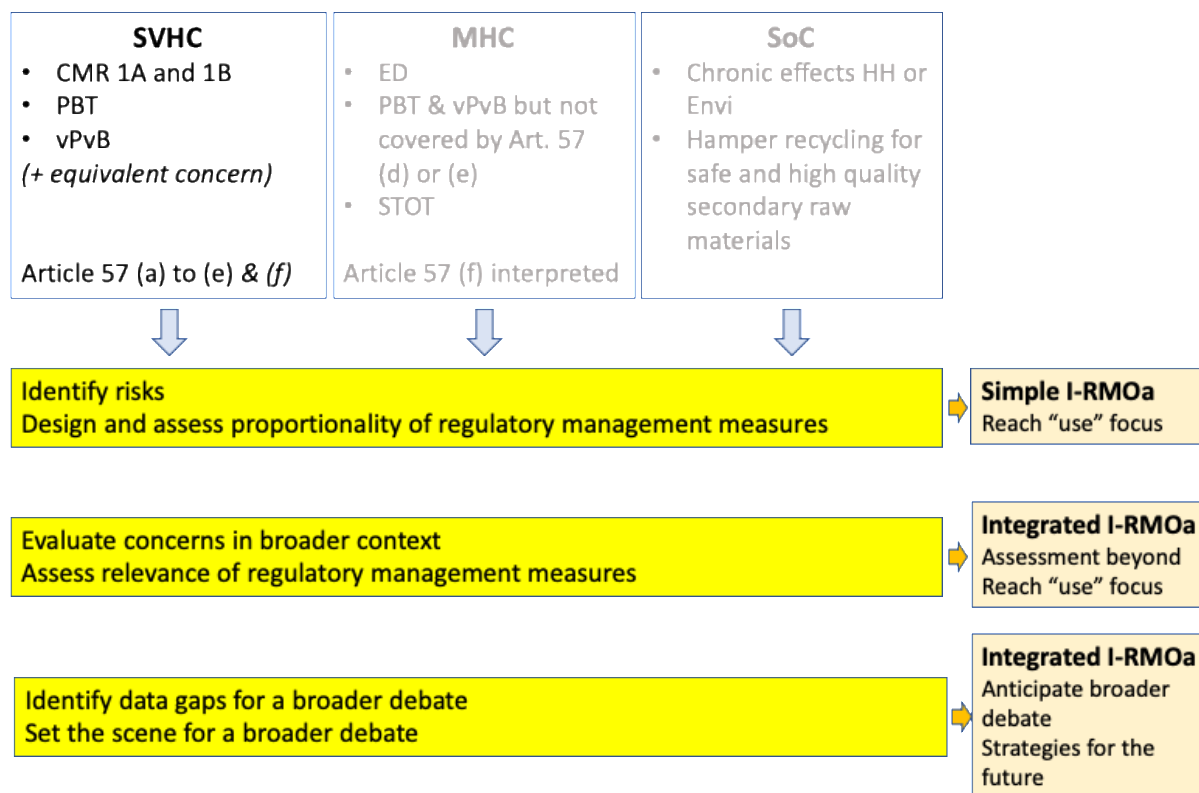 SVHC
• CMR 1A and 1B
• PBT
• vPvB
(+ equivalent concern)
Article 57 (a) to (e) & (f)
MHC
• ED
• PBT & vPvB but not
covered by Art. 57
(d) or (e)
• STOT
Article 57 (f) interpreted
SoC
• Chronic effects HH or
Envi
• Hamper recycling for
safe and high quality
secondary raw
materials
Identify risks
Design and assess proportionality of regulatory management measures
Simple I-RMOa
Reach “use” focus
Evaluate concerns in broader context
Assess relevance of regulatory management measures
Integrated I-RMOa
Assessment beyond
Reach “use” focus
Identify data gaps for a broader debate
Set the scene for a broader debate
Integrated I-RMOa
Anticipate broader
debate
Strategies for the
future